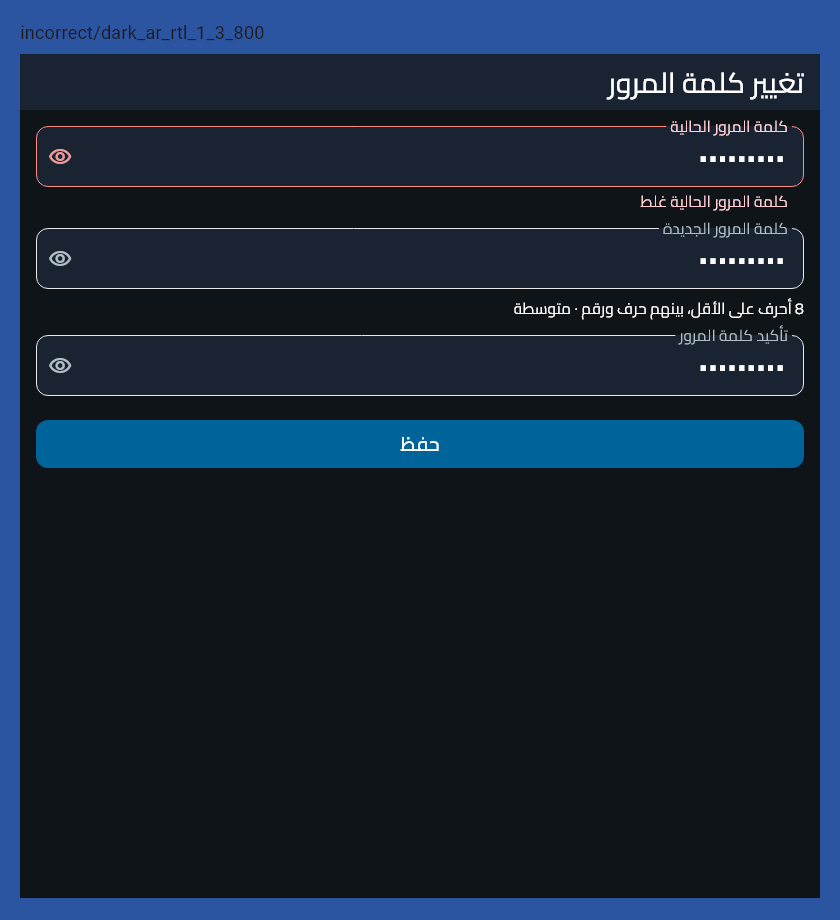 incorrect/dark_ar_rtl_1_3_800
تغيير كلمة المرور
كلمة المرور الحالية
•••••••••
كلمة المرور الحالية غلط
كلمة المرور الجديدة
•••••••••
8 أحرف على الأقل، بينهم حرف ورقم · متوسطة
تأكيد كلمة المرور
•••••••••
حفظ